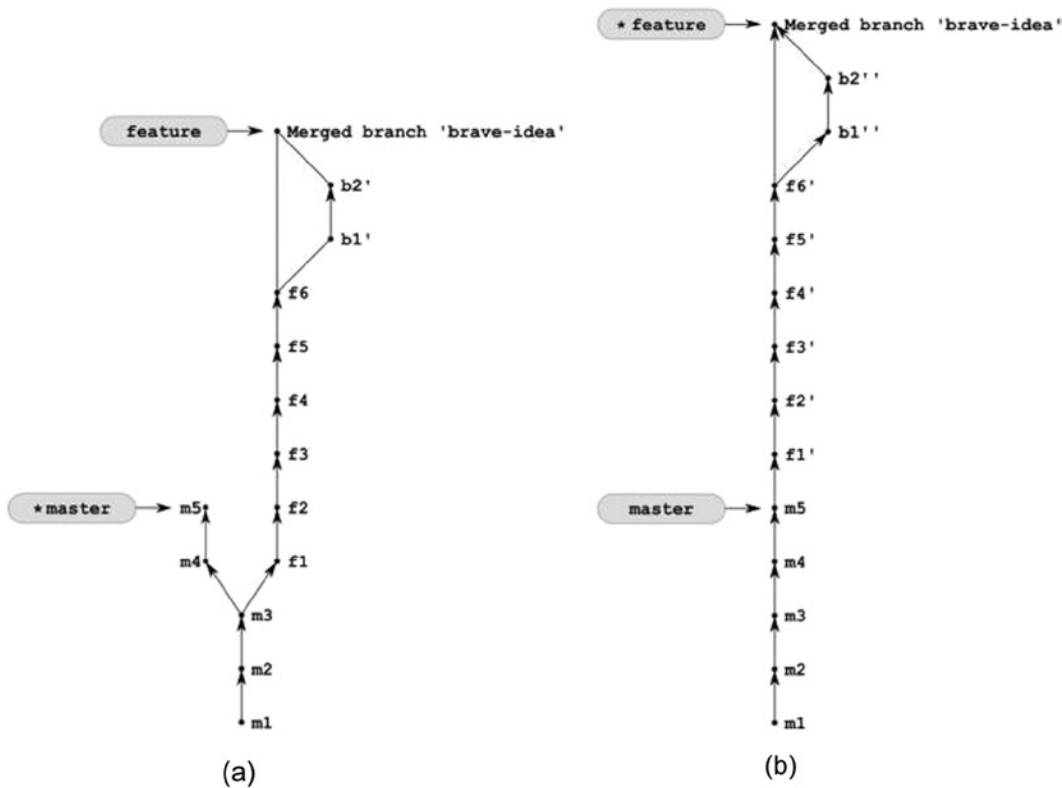 feature
Merged branch 'brave-idea'
b2'
b1'
f6
f5
f4
f3
*master
m5
f2
m4
f1
m3
m2
m1
(a)
*feature
Merged branch 'brave-idea'
b2''
b1''
f6'
f5'
f4'
f3'
f2'
f1'
master
m5
m4
m3
m2
m1
(b)